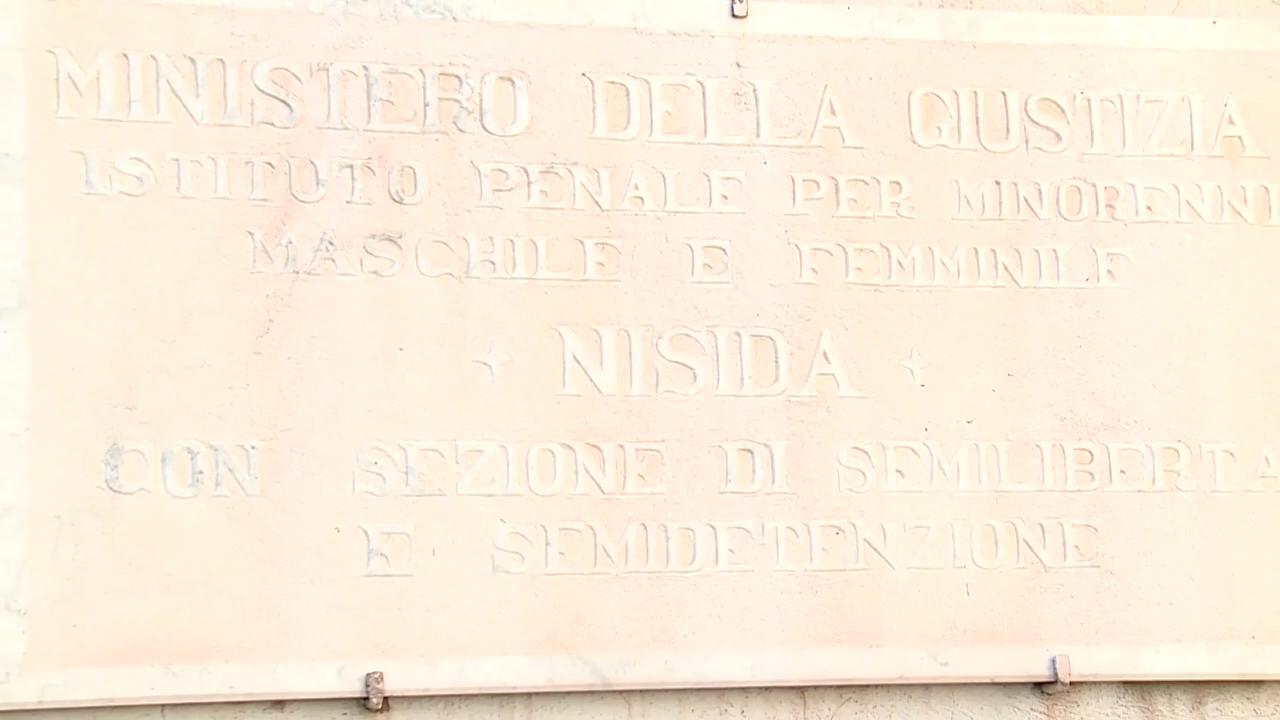 MINISTERO DELLA GIUSTIZIA
ISTITUTO PENALE PER MINORENNI
MASCHILE E FEMMINILE
NISIDA
CON SEZIONE DI SEMILIBERTA
E SEMIDETENZIONE